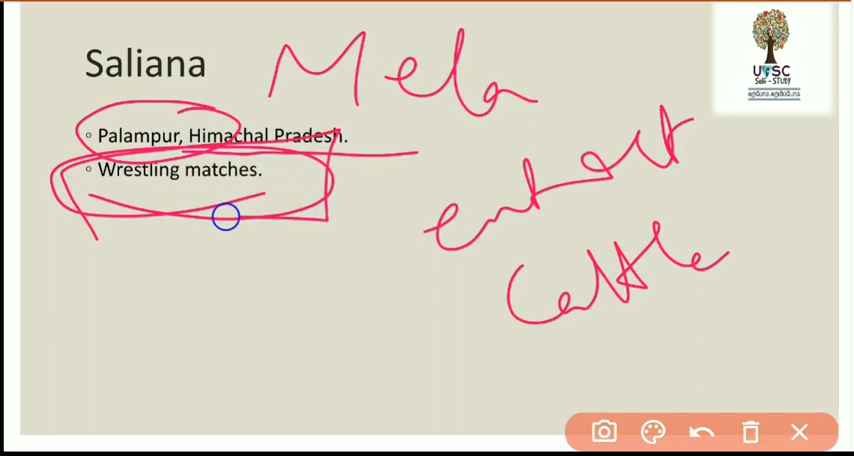 Saliana
Mela
UPSC
Self - STUDY
◦ Palampur, Himachal Pradesh.
◦ Wrestling matches.
Cattle